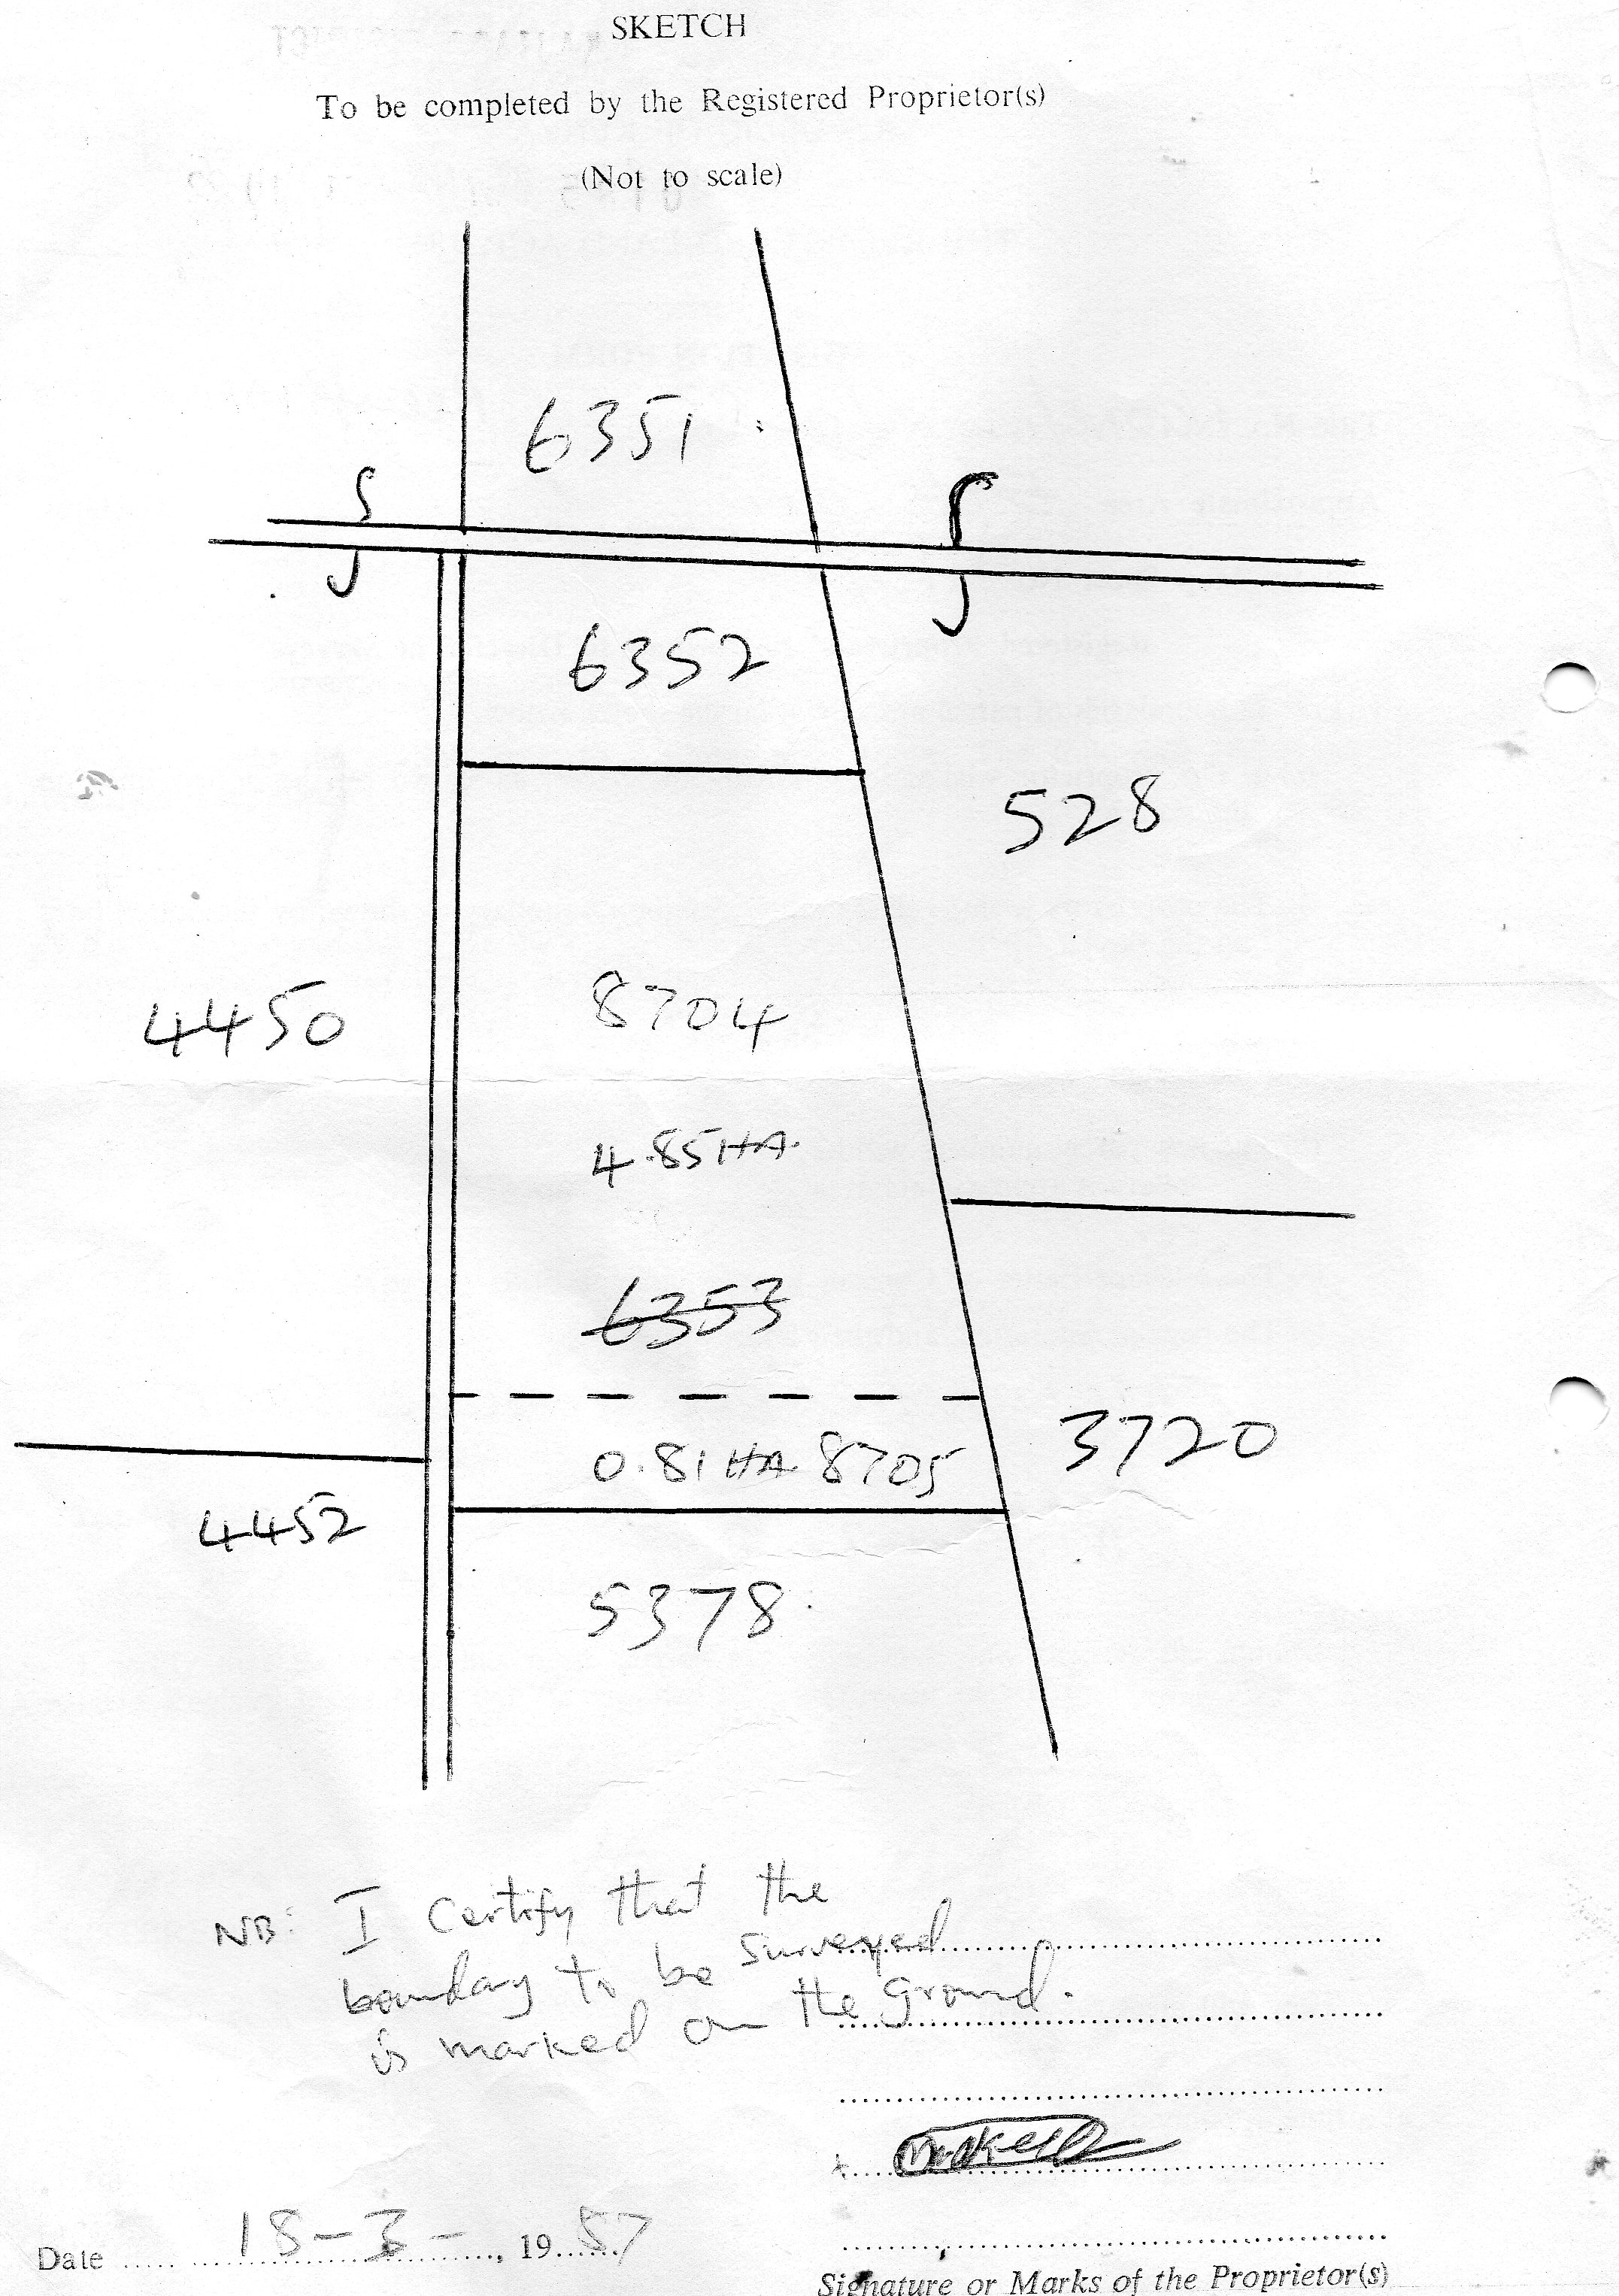 SKETCH
To be completed by the Registered Proprietor(s)
(Not to scale)
6351
6352
528
4450
8704
4.85HA.
6353
3720
0.81HA 8705
4452
5378
NB: I certify that the
boundary to be surveyed
is marked on the ground.
Date 18-3-, 1987
Signature or Marks of the Proprietor(s)